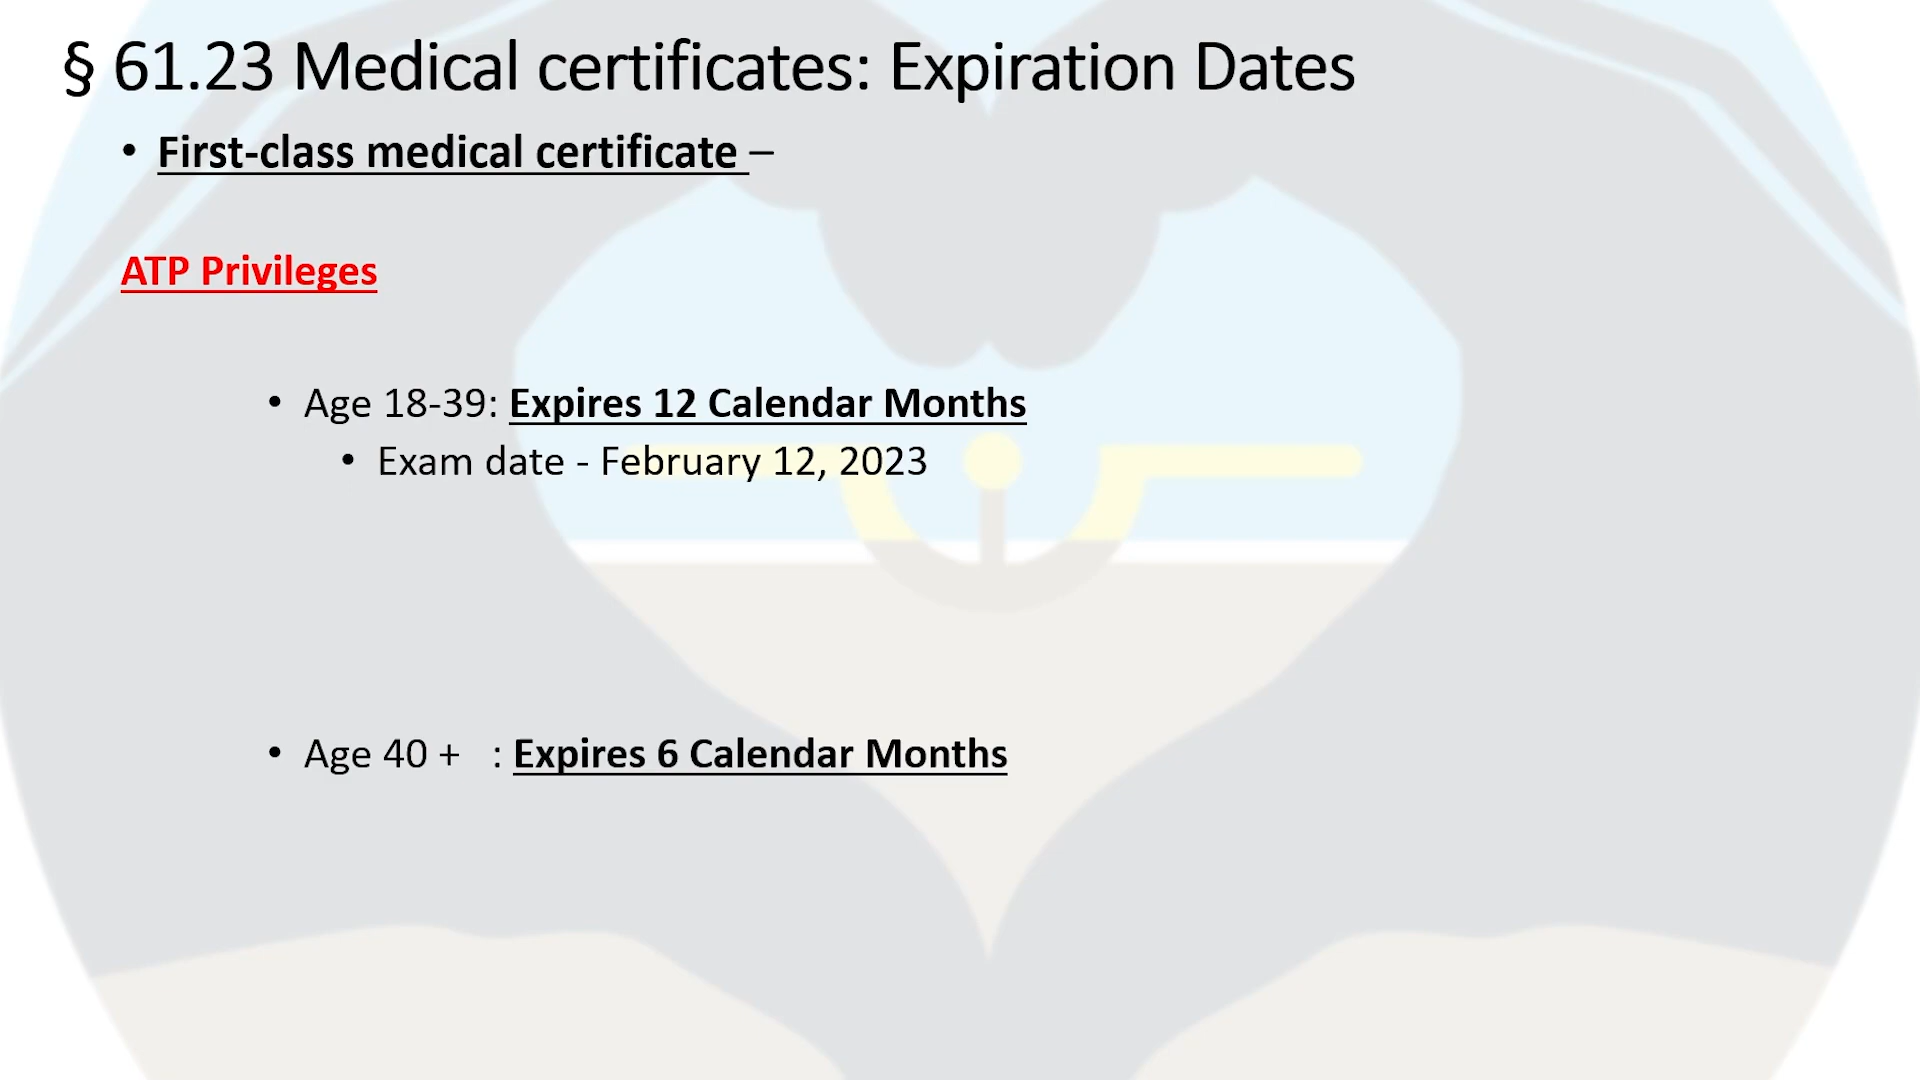 § 61.23 Medical certificates: Expiration Dates
• First-class medical certificate –
ATP Privileges
• Age 18-39: Expires 12 Calendar Months
• Exam date - February 12, 2023
• Age 40 + : Expires 6 Calendar Months